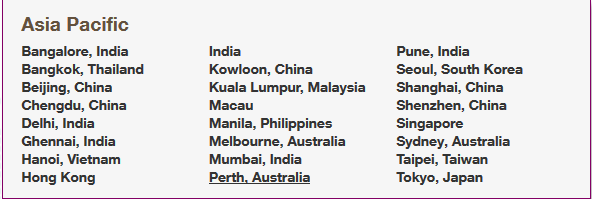 Asia Pacific
Bangalore, India
Bangkok, Thailand
Beijing, China
Chengdu, China
Delhi, India
Ghennai, India
Hanoi, Vietnam
Hong Kong
India
Kowloon, China
Kuala Lumpur, Malaysia
Macau
Manila, Philippines
Melbourne, Australia
Mumbai, India
Perth, Australia
Pune, India
Seoul, South Korea
Shanghai, China
Shenzhen, China
Singapore
Sydney, Australia
Taipei, Taiwan
Tokyo, Japan